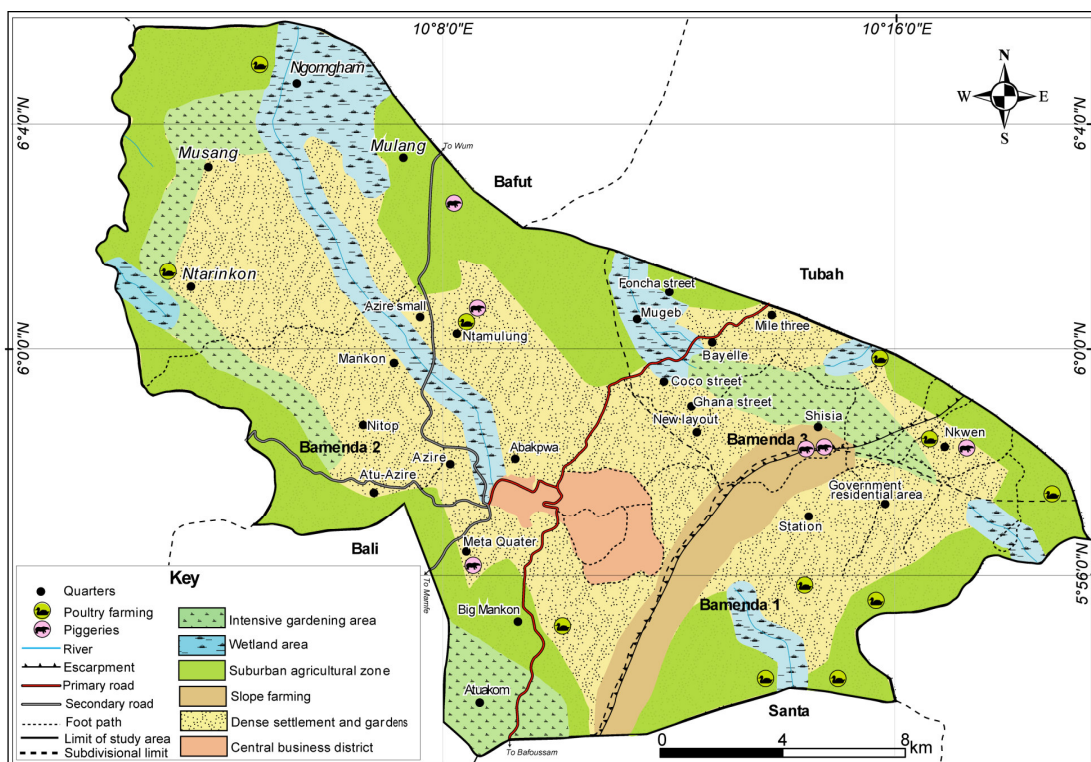 10°8'0"E
10°16'0"E
N
W
E
S
6°4'0"N
6°4'0"N
Ngomgham
Musang
Mulang
To Wum
Bafut
Ntarinkon
Tubah
Foncha street
Azire small
Mugeb
Mile three
Ntamulung
6°0'0"N
6°0'0"N
Bayelle
Mankon
Coco street
Ghana street
New layout
Shisia
Nitop
Bamenda 2
Bamenda 3
Nkwen
Abakpwa
Azire
Atu-Azire
Government
residential area
Station
Bali
Meta Quater
5°56'0"N
To Mamfe
Big Mankon
Bamenda 1
Atuakom
Santa
To Bafoussam
0
4
8
km
Key
Quarters
Poultry farming
Piggeries
River
Escarpment
Primary road
Secondary road
Foot path
Limit of study area
Subdivisional limit
Intensive gardening area
Wetland area
Suburban agricultural zone
Slope farming
Dense settlement and gardens
Central business district